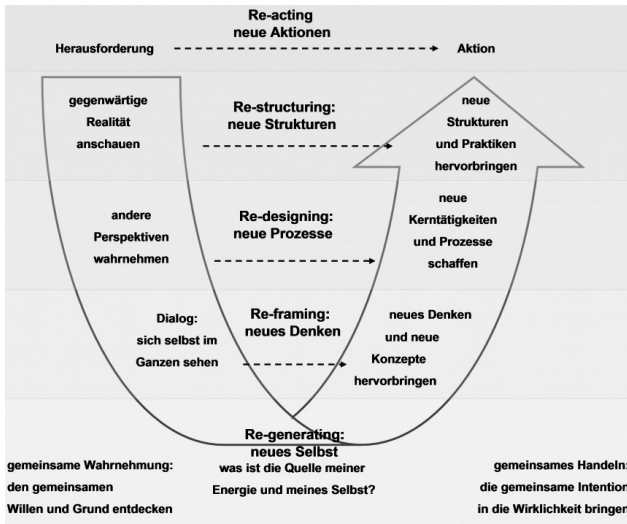 Re-acting
neue Aktionen
Herausforderung
Aktion
gegenwärtige
Realität
anschauen
Re-structuring:
neue Strukturen
neue
Strukturen
und Praktiken
hervorbringen
andere
Perspektiven
wahrnehmen
Re-designing:
neue Prozesse
neue
Kerntätigkeiten
und Prozesse
schaffen
Dialog:
sich selbst im
Ganzen sehen
Re-framing:
neues Denken
neues Denken
und neue
Konzepte
hervorbringen
Re-generating:
neues Selbst
was ist die Quelle meiner
Energie und meines Selbst?
gemeinsame Wahrnehmung:
den gemeinsamen
Willen und Grund entdecken
gemeinsames Handeln:
die gemeinsame Intention
in die Wirklichkeit bringen